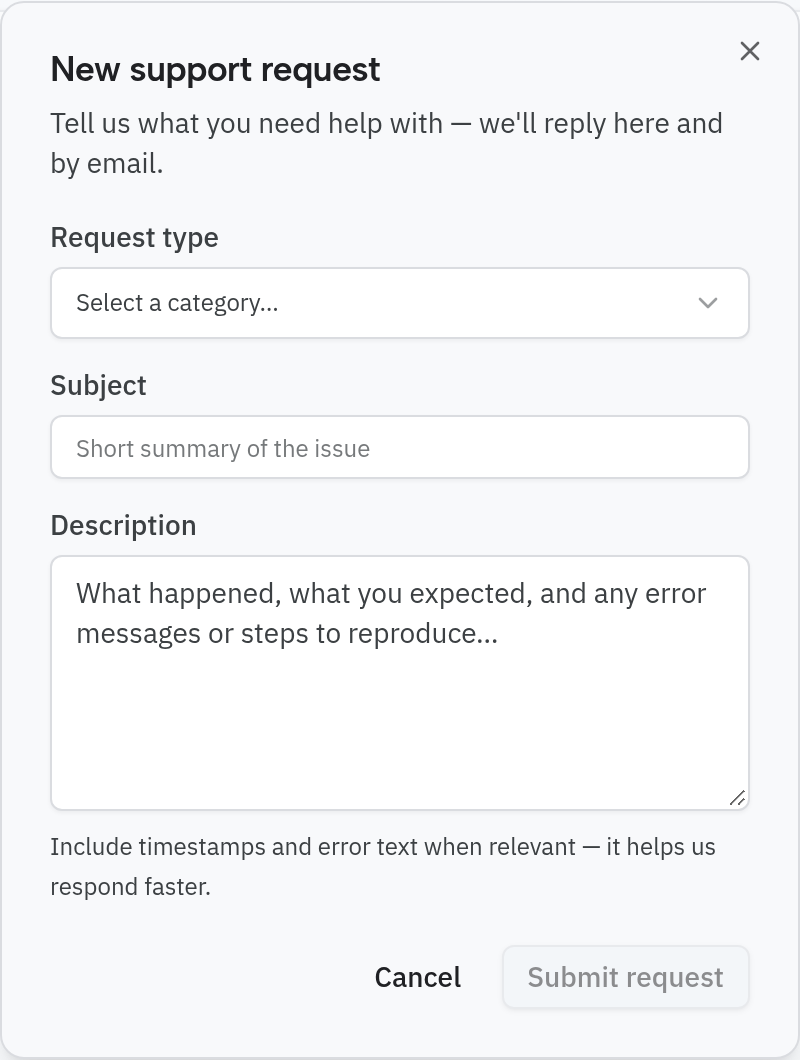 New support request
Tell us what you need help with — we'll reply here and
by email.
Request type
Select a category...
Subject
Short summary of the issue
Description
What happened, what you expected, and any error
messages or steps to reproduce...
Include timestamps and error text when relevant — it helps us
respond faster.
Cancel
Submit request